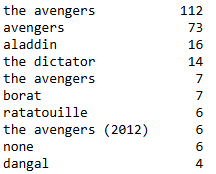 the avengers 112
avengers 73
aladdin 16
the dictator 14
the avengers 7
borat 7
ratatouille 6
the avengers (2012) 6
none 6
dangal 4